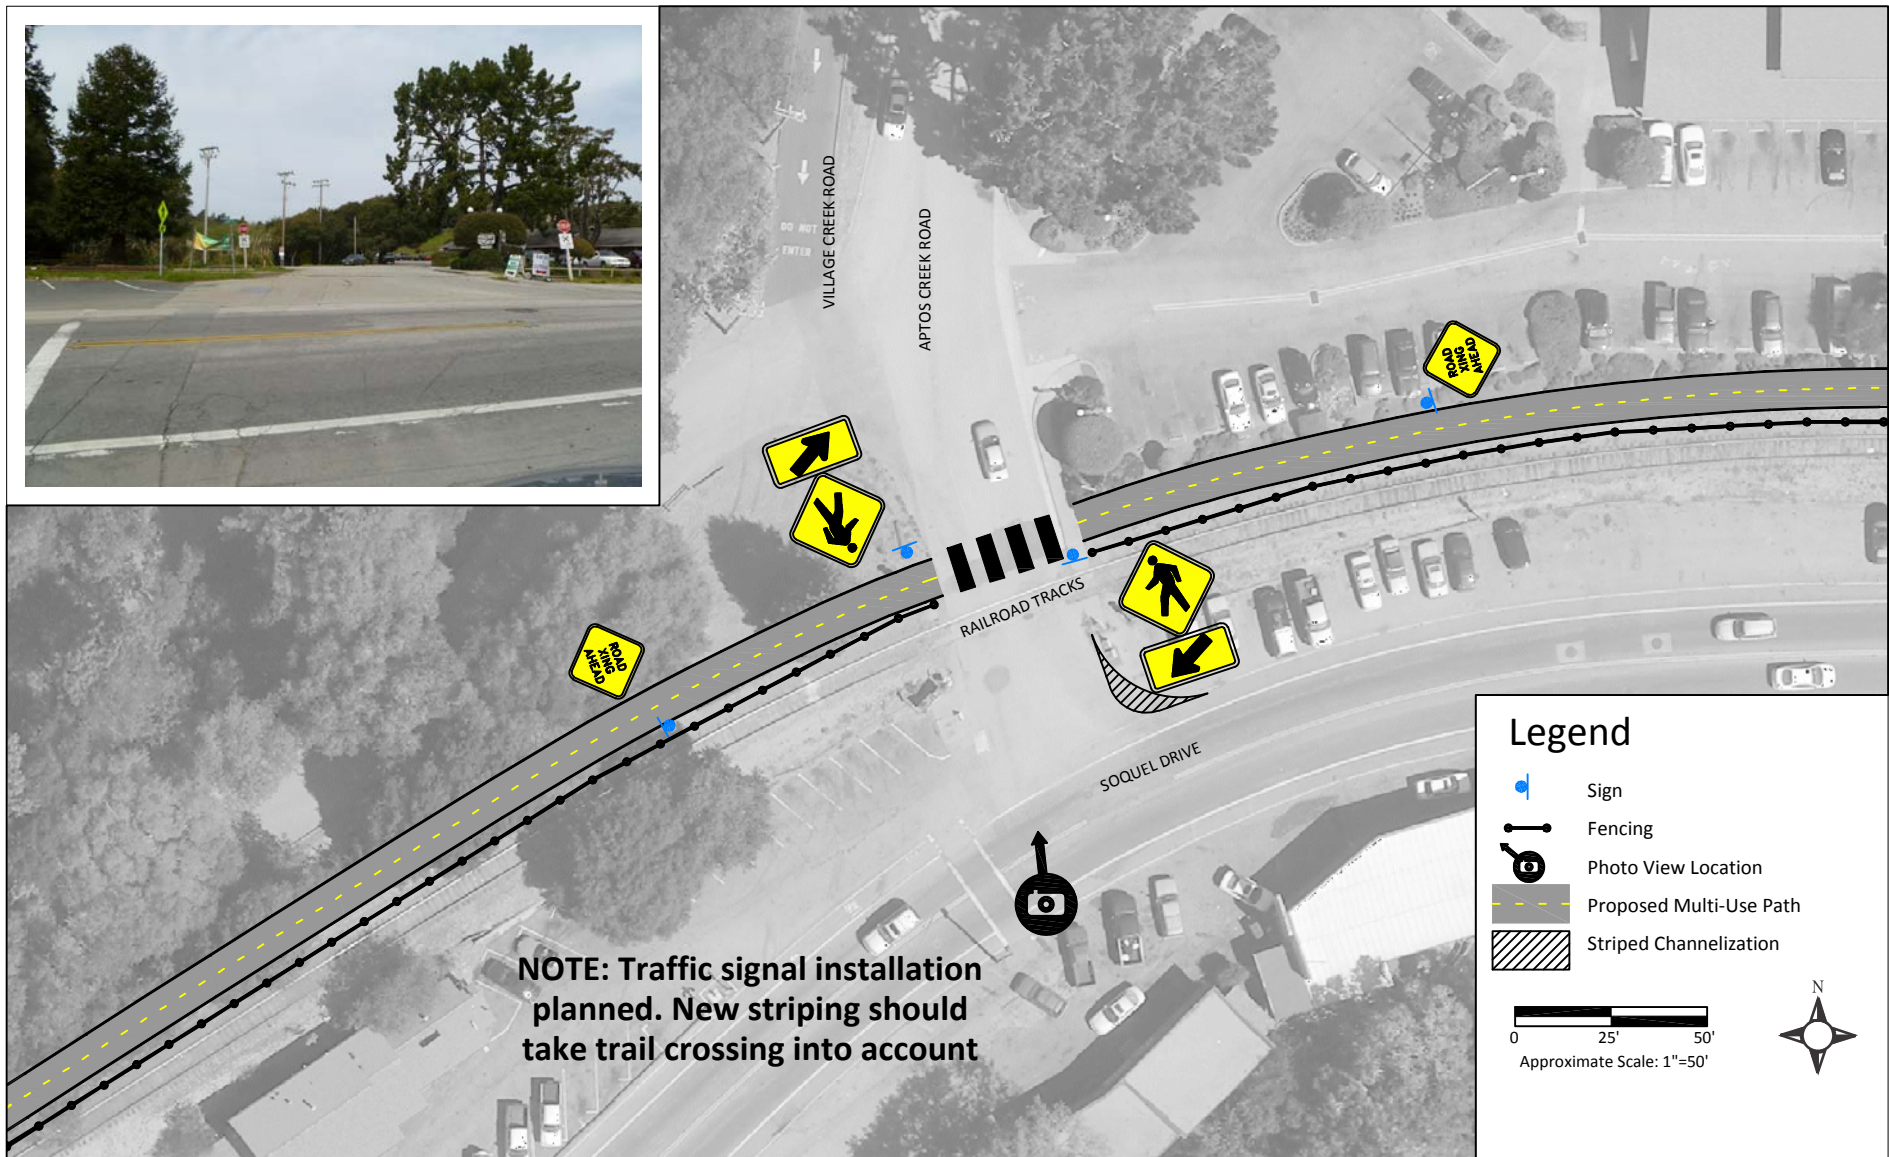 VILLAGE CREEK ROAD
APTOS CREEK ROAD
DO NOT
ENTER
ROAD
XING
AHEAD
RAILROAD TRACKS
ROAD
XING
AHEAD
SOQUEL DRIVE
NOTE: Traffic signal installation
planned. New striping should
take trail crossing into account
Legend
Sign
Fencing
Photo View Location
Proposed Multi-Use Path
Striped Channelization
N
0 25' 50'
Approximate Scale: 1"=50'